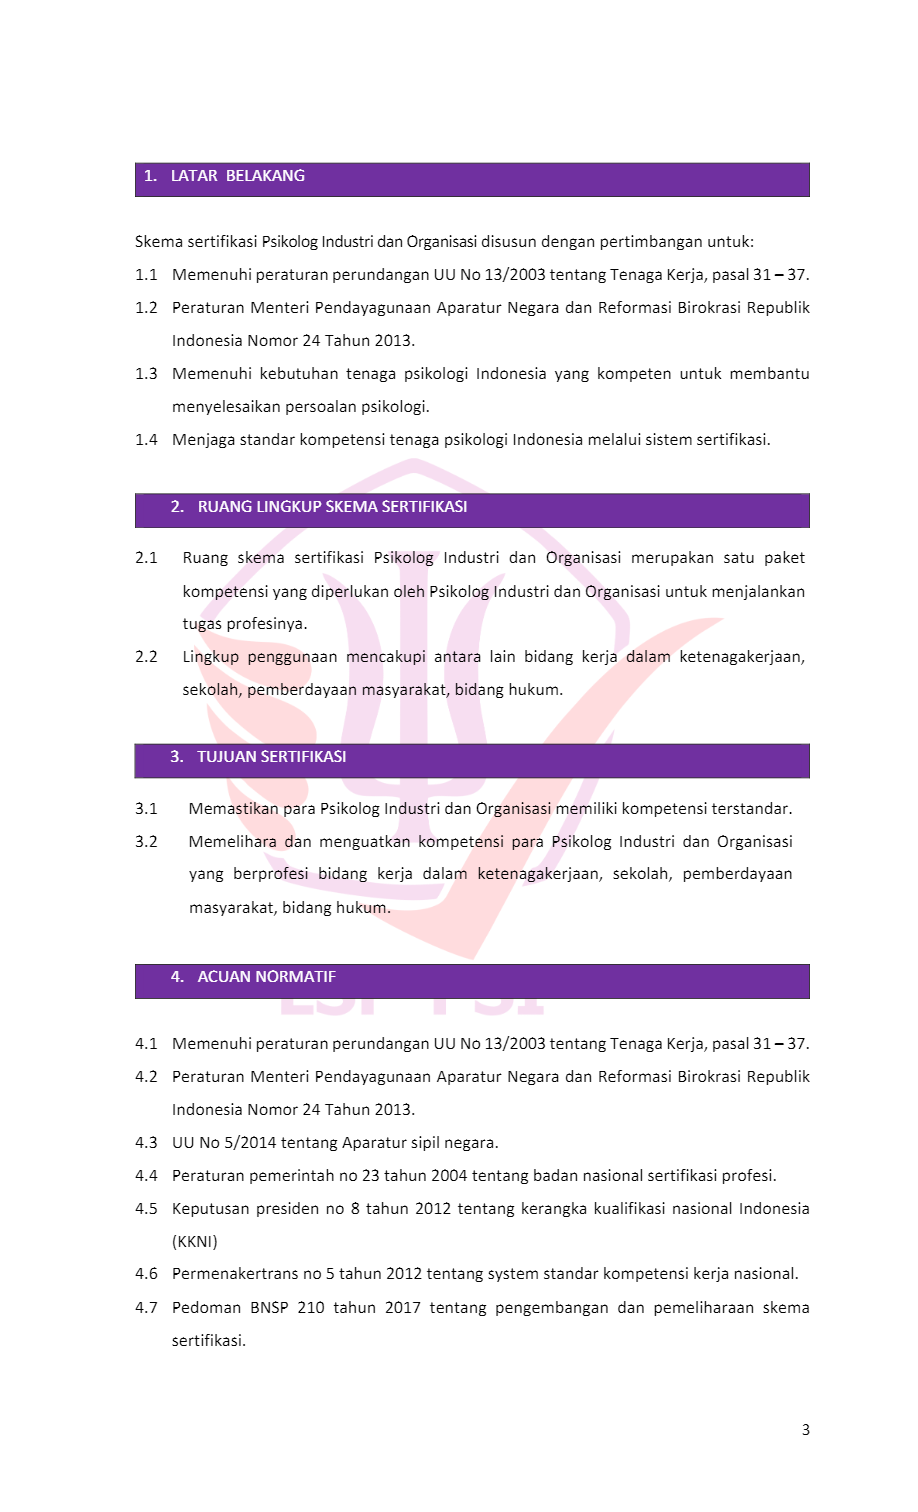 1. LATAR BELAKANG
Skema sertifikasi Psikolog Industri dan Organisasi disusun dengan pertimbangan untuk:
1.1 Memenuhi peraturan perundangan UU No 13/2003 tentang Tenaga Kerja, pasal 31 – 37.
1.2 Peraturan Menteri Pendayagunaan Aparatur Negara dan Reformasi Birokrasi Republik
Indonesia Nomor 24 Tahun 2013.
1.3 Memenuhi kebutuhan tenaga psikologi Indonesia yang kompeten untuk membantu
menyelesaikan persoalan psikologi.
1.4 Menjaga standar kompetensi tenaga psikologi Indonesia melalui sistem sertifikasi.
2. RUANG LINGKUP SKEMA SERTIFIKASI
2.1 Ruang skema sertifikasi Psikolog Industri dan Organisasi merupakan satu paket
kompetensi yang diperlukan oleh Psikolog Industri dan Organisasi untuk menjalankan
tugas profesinya.
2.2 Lingkup penggunaan mencakupi antara lain bidang kerja dalam ketenagakerjaan,
sekolah, pemberdayaan masyarakat, bidang hukum.
3. TUJUAN SERTIFIKASI
3.1 Memastikan para Psikolog Industri dan Organisasi memiliki kompetensi terstandar.
3.2 Memelihara dan menguatkan kompetensi para Psikolog Industri dan Organisasi
yang berprofesi bidang kerja dalam ketenagakerjaan, sekolah, pemberdayaan
masyarakat, bidang hukum.
4. ACUAN NORMATIF
LSP PSI
4.1 Memenuhi peraturan perundangan UU No 13/2003 tentang Tenaga Kerja, pasal 31 – 37.
4.2 Peraturan Menteri Pendayagunaan Aparatur Negara dan Reformasi Birokrasi Republik
Indonesia Nomor 24 Tahun 2013.
4.3 UU No 5/2014 tentang Aparatur sipil negara.
4.4 Peraturan pemerintah no 23 tahun 2004 tentang badan nasional sertifikasi profesi.
4.5 Keputusan presiden no 8 tahun 2012 tentang kerangka kualifikasi nasional Indonesia
(KKNI)
4.6 Permenakertrans no 5 tahun 2012 tentang system standar kompetensi kerja nasional.
4.7 Pedoman BNSP 210 tahun 2017 tentang pengembangan dan pemeliharaan skema
sertifikasi.
3